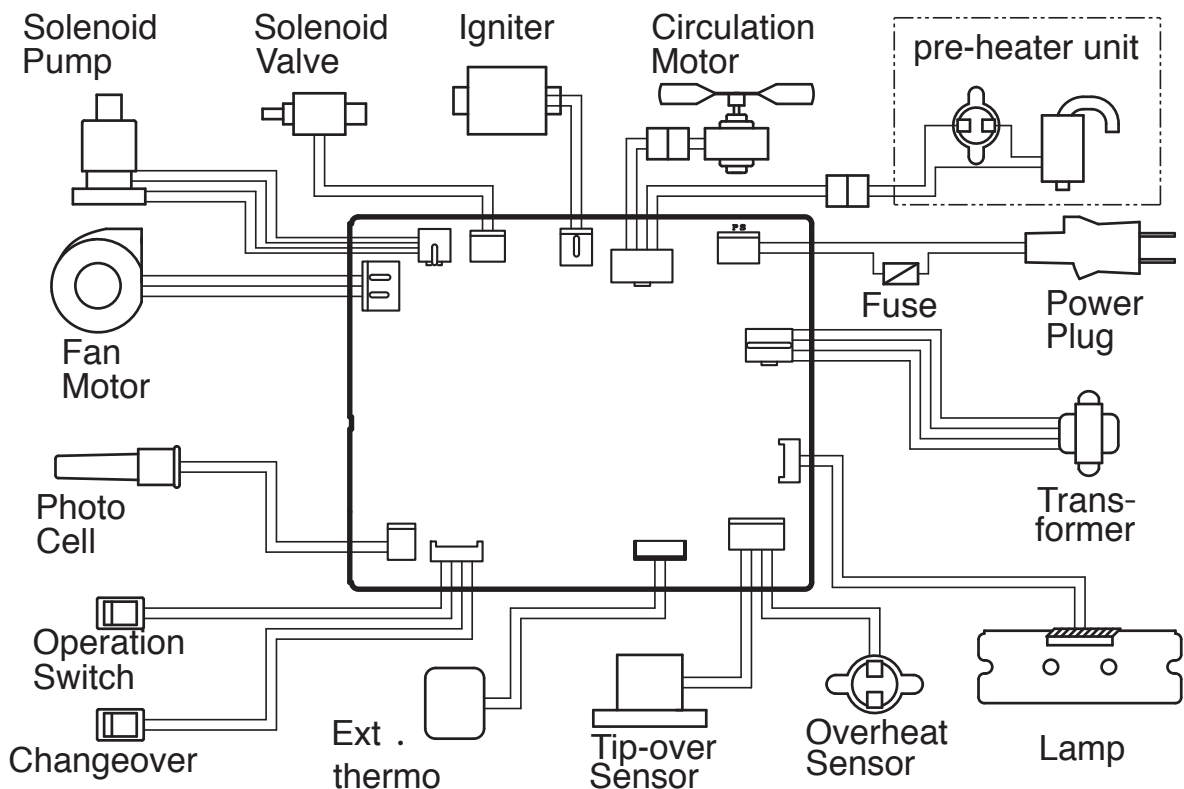 Solenoid
Pump
Solenoid
Valve
Igniter
Circulation
Motor
pre-heater unit
PS
Fuse
Power
Plug
Fan
Motor
Trans-
former
Photo
Cell
Operation
Switch
Changeover
Ext .
thermo
Tip-over
Sensor
Overheat
Sensor
Lamp